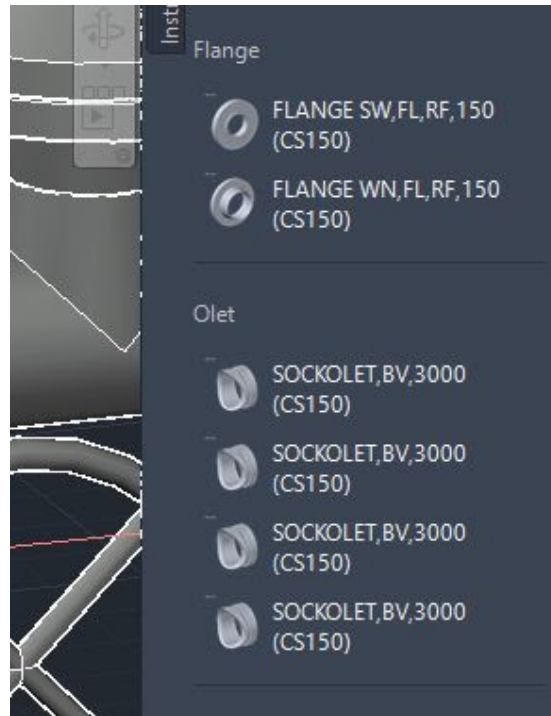 Inst
Flange
FLANGE SW,FL,RF,150
(CS150)
FLANGE WN,FL,RF,150
(CS150)
Olet
SOCKOLET,BV,3000
(CS150)
SOCKOLET,BV,3000
(CS150)
SOCKOLET,BV,3000
(CS150)
SOCKOLET,BV,3000
(CS150)